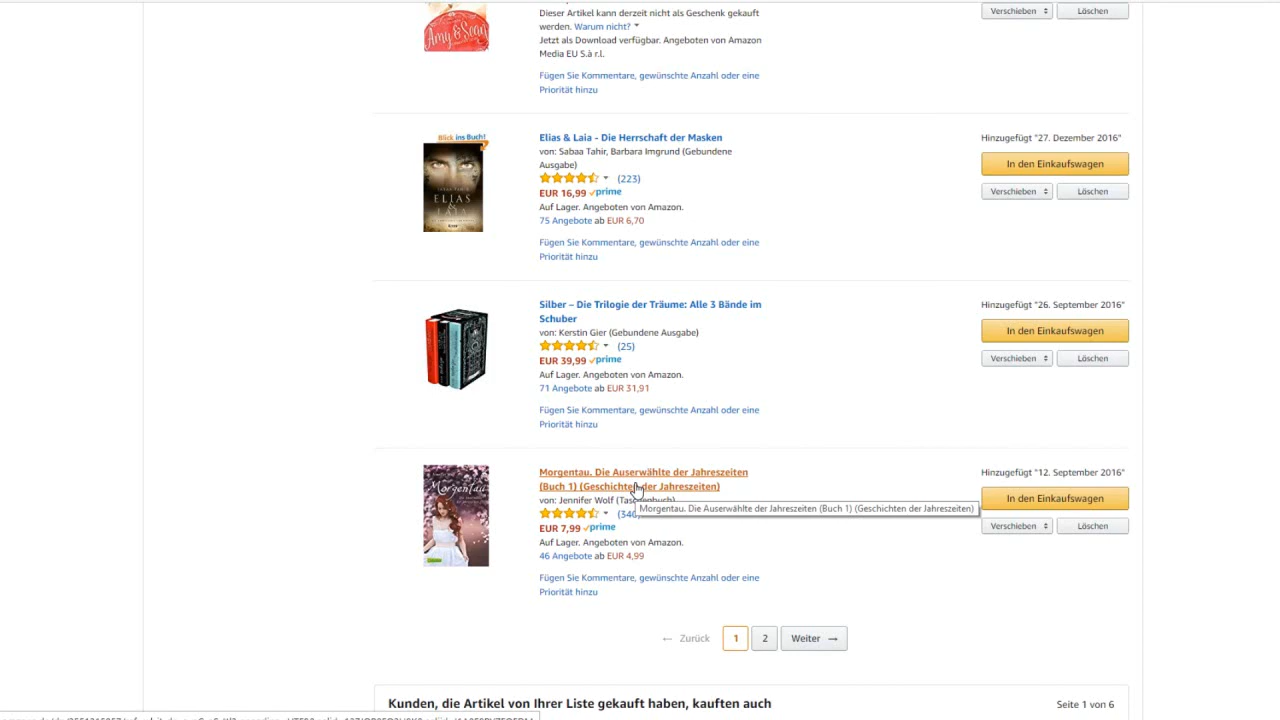 Dieser Artikel kann derzeit nicht als Geschenk gekauft
werden. Warum nicht?
Jetzt als Download verfügbar. Angeboten von Amazon
Media EU S.à r.l.
Fügen Sie Kommentare, gewünschte Anzahl oder eine
Priorität hinzu
Verschieben Löschen
Amy & Sean
Blick ins Buch!
ELIAS
&
LAIA
Elias & Laia - Die Herrschaft der Masken
von: Sabaa Tahir, Barbara Imgrund (Gebundene
Ausgabe)
(223)
EUR 16,99 prime
Auf Lager. Angeboten von Amazon.
75 Angebote ab EUR 6,70
Fügen Sie Kommentare, gewünschte Anzahl oder eine
Priorität hinzu
Hinzugefügt "27. Dezember 2016"
In den Einkaufswagen
Verschieben Löschen
Silber – Die Trilogie der Träume: Alle 3 Bände im
Schuber
von: Kerstin Gier (Gebundene Ausgabe)
(25)
EUR 39,99 prime
Auf Lager. Angeboten von Amazon.
71 Angebote ab EUR 31,91
Fügen Sie Kommentare, gewünschte Anzahl oder eine
Priorität hinzu
Hinzugefügt "26. September 2016"
In den Einkaufswagen
Verschieben Löschen
Morgentau
Morgentau. Die Auserwählte der Jahreszeiten
(Buch 1) (Geschichten der Jahreszeiten)
von: Jennifer Wolf (Taschenbuch)
Morgentau. Die Auserwählte der Jahreszeiten (Buch 1) (Geschichten der Jahreszeiten)
EUR 7,99 prime
Auf Lager. Angeboten von Amazon.
46 Angebote ab EUR 4,99
Fügen Sie Kommentare, gewünschte Anzahl oder eine
Priorität hinzu
Hinzugefügt "12. September 2016"
In den Einkaufswagen
Verschieben Löschen
← Zurück 1 2 Weiter →
Kunden, die Artikel von Ihrer Liste gekauft haben, kauften auch
Seite 1 von 6